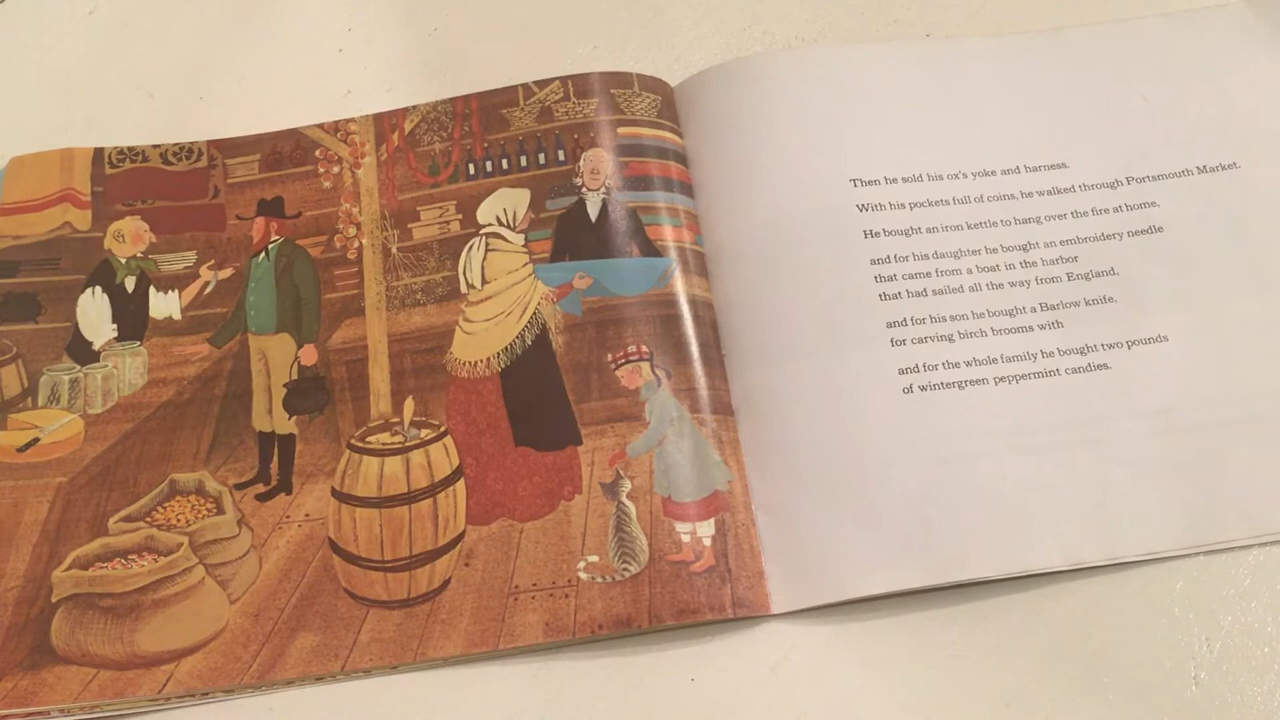 Then he sold his ox's yoke and harness.
With his pockets full of coins, he walked through Portsmouth Market.
He bought an iron kettle to hang over the fire at home,
and for his daughter he bought an embroidery needle
that came from a boat in the harbor
that had sailed all the way from England,
and for his son he bought a Barlow knife,
for carving birch brooms with
and for the whole family he bought two pounds
of wintergreen peppermint candies.